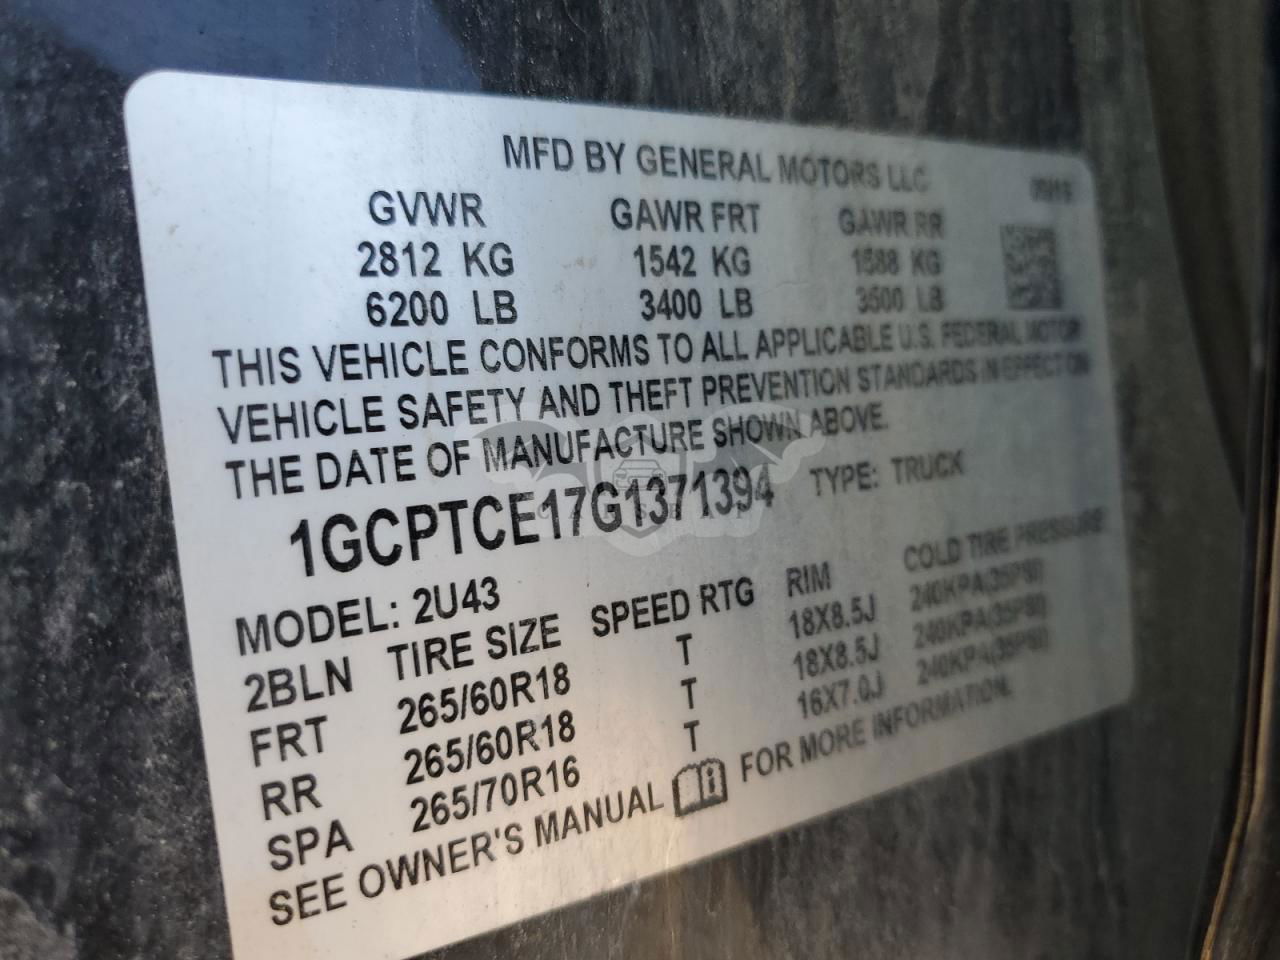 MFD BY GENERAL MOTORS LLC
GVWR GAWR FRT GAWR RR
2812 KG 1542 KG 1588 KG
6200 LB 3400 LB 3500 LB
THIS VEHICLE CONFORMS TO ALL APPLICABLE U.S. FEDERAL MOTOR
VEHICLE SAFETY AND THEFT PREVENTION STANDARDS IN EFFECT ON
THE DATE OF MANUFACTURE SHOWN ABOVE.
1GCPTCE17G1371394 TYPE: TRUCK
MODEL: 2U43
2BLN TIRE SIZE SPEED RTG RIM COLD TIRE PRESSURE
FRT 265/60R18 T 18X8.5J 240KPA(35PSI)
RR 265/60R18 T 18X8.5J 240KPA(35PSI)
SPA 265/70R16 T 16X7.0J 240KPA(35PSI)
SEE OWNER'S MANUAL FOR MORE INFORMATION.